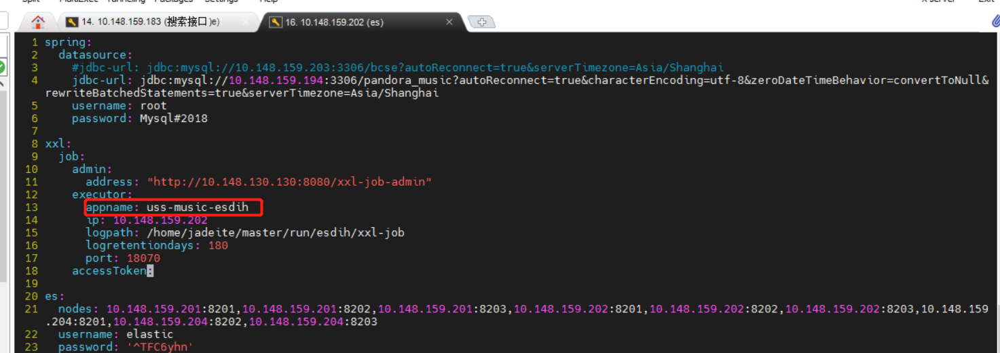 Split MultiExec Tunneling Packages Settings Help X server Exit
14. 10.148.159.183 (搜索接口)e) × 16. 10.148.159.202 (es) ×
1 spring:
2   datasource:
3     #jdbc-url: jdbc:mysql://10.148.159.203:3306/bcse?autoReconnect=true&serverTimezone=Asia/Shanghai
4     jdbc-url: jdbc:mysql://10.148.159.194:3306/pandora_music?autoReconnect=true&characterEncoding=utf-8&zeroDateTimeBehavior=convertToNull&
rewriteBatchedStatements=true&serverTimezone=Asia/Shanghai
5     username: root
6     password: Mysql#2018
7
8 xxl:
9   job:
10     admin:
11       address: "http://10.148.130.130:8080/xxl-job-admin"
12     executor:
13       appname: uss-music-esdih
14       ip: 10.148.159.202
15       logpath: /home/jadeite/master/run/esdih/xxl-job
16       logretentiondays: 180
17       port: 18070
18     accessToken:
19
20 es:
21   nodes: 10.148.159.201:8201,10.148.159.201:8202,10.148.159.201:8203,10.148.159.202:8201,10.148.159.202:8202,10.148.159.202:8203,10.148.159
.204:8201,10.148.159.204:8202,10.148.159.204:8203
22   username: elastic
23   password: '^TFC6yhn'